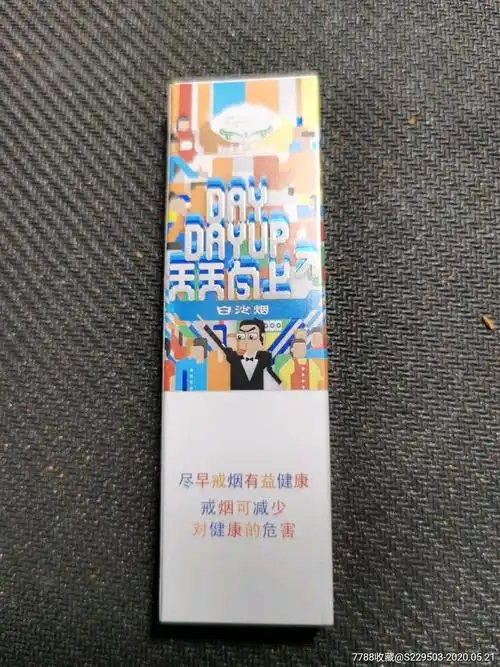 DAY
DAY UP
天天向上
白沙烟
尽早戒烟有益健康
戒烟可减少
对健康的危害
7788收藏@S229503-2020.05.21